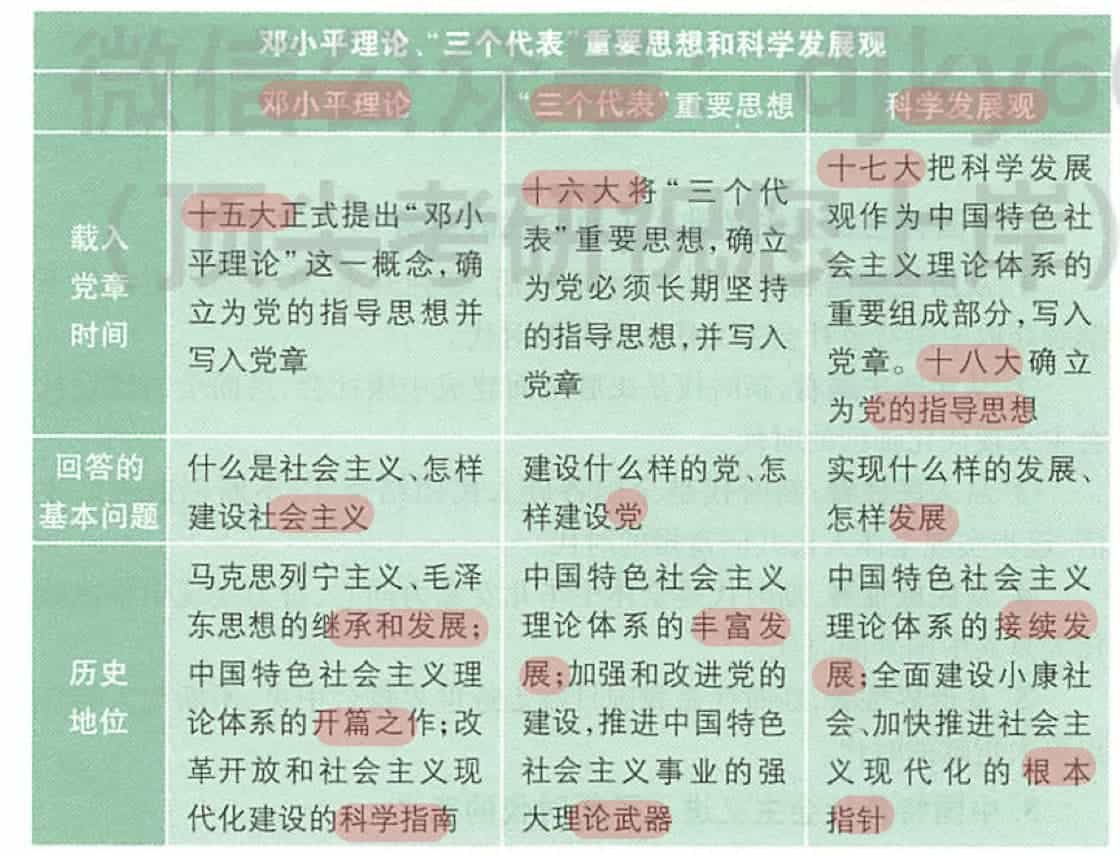 邓小平理论、“三个代表”重要思想和科学发展观
邓小平理论
“三个代表”重要思想
科学发展观
载入
党章
时间
十五大正式提出“邓小
平理论”这一概念,确
立为党的指导思想并
写入党章
十六大将“三个代
表”重要思想,确立
为党必须长期坚持
的指导思想,并写入
党章
十七大把科学发展
观作为中国特色社
会主义理论体系的
重要组成部分,写入
党章。十八大确立
为党的指导思想
回答的
基本问题
什么是社会主义、怎样
建设社会主义
建设什么样的党、怎
样建设党
实现什么样的发展、
怎样发展
历史
地位
马克思列宁主义、毛泽
东思想的继承和发展;
中国特色社会主义理
论体系的开篇之作;改
革开放和社会主义现
代化建设的科学指南
中国特色社会主义
理论体系的丰富发
展;加强和改进党的
建设,推进中国特色
社会主义事业的强
大理论武器
中国特色社会主义
理论体系的接续发
展;全面建设小康社
会、加快推进社会主
义现代化的根本
指针